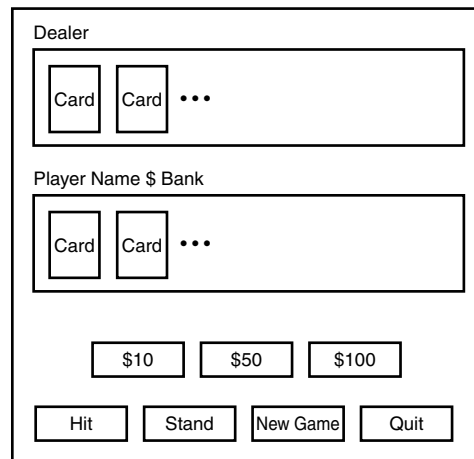 Dealer
Card Card •••
Player Name $ Bank
Card Card •••
$10 $50 $100
Hit Stand New Game Quit